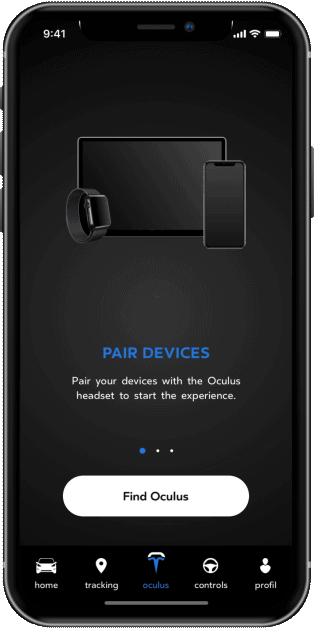 9:41
PAIR DEVICES
Pair your devices with the Oculus
headset to start the experience.
Find Oculus
home tracking oculus controls profil